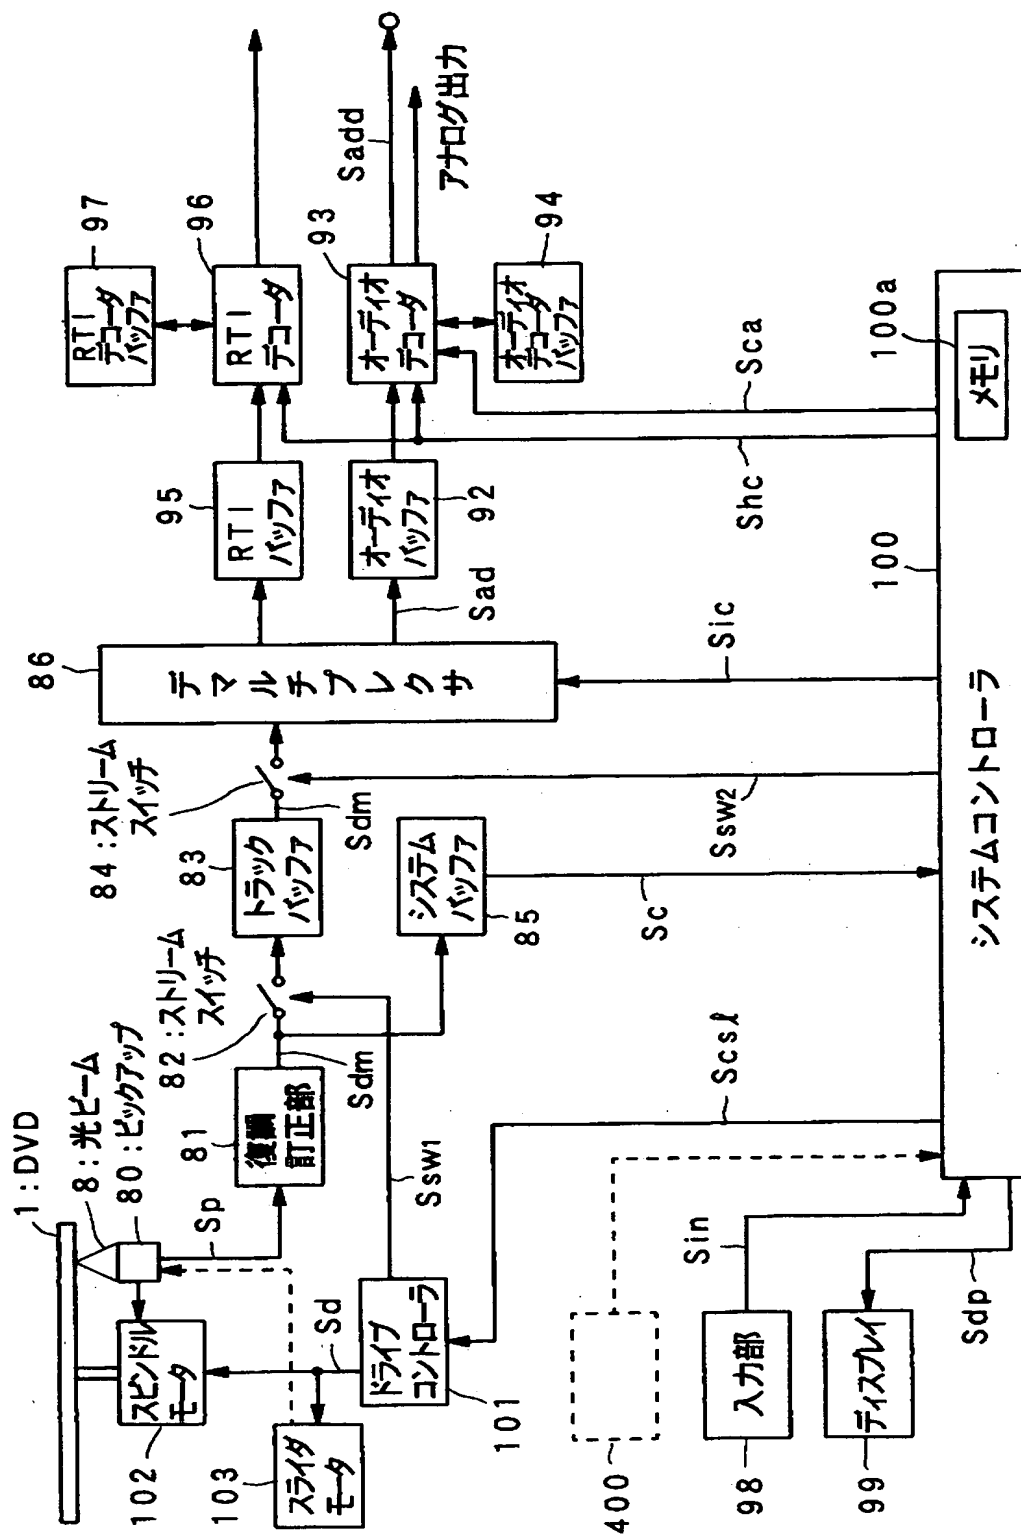 1:DVD
8:光ビーム
80:ピックアップ
スピンドル
モータ
102
スライダ
モータ
103
Sp
Sd
ドライブ
コントローラ
101
復調
訂正部
81
Sdm
Ssw1
82:ストリーム
スイッチ
トラック
バッファ
83
システム
バッファ
85
Sc
84:ストリーム
スイッチ
Sdm
Ssw2
デマルチプレクサ
86
Sad
Sic
RTI
バッファ
95
オーディオ
バッファ
92
RTI
デコーダ
96
RTI
デコーダ
バッファ
97
オーディオ
デコーダ
93
オーディオ
デコーダ
バッファ
94
Sadd
アナログ出力
Sca
Shc
400
入力部
98
Sin
ディスプレイ
99
Sdp
Scsl
システムコントローラ
100
メモリ
100a